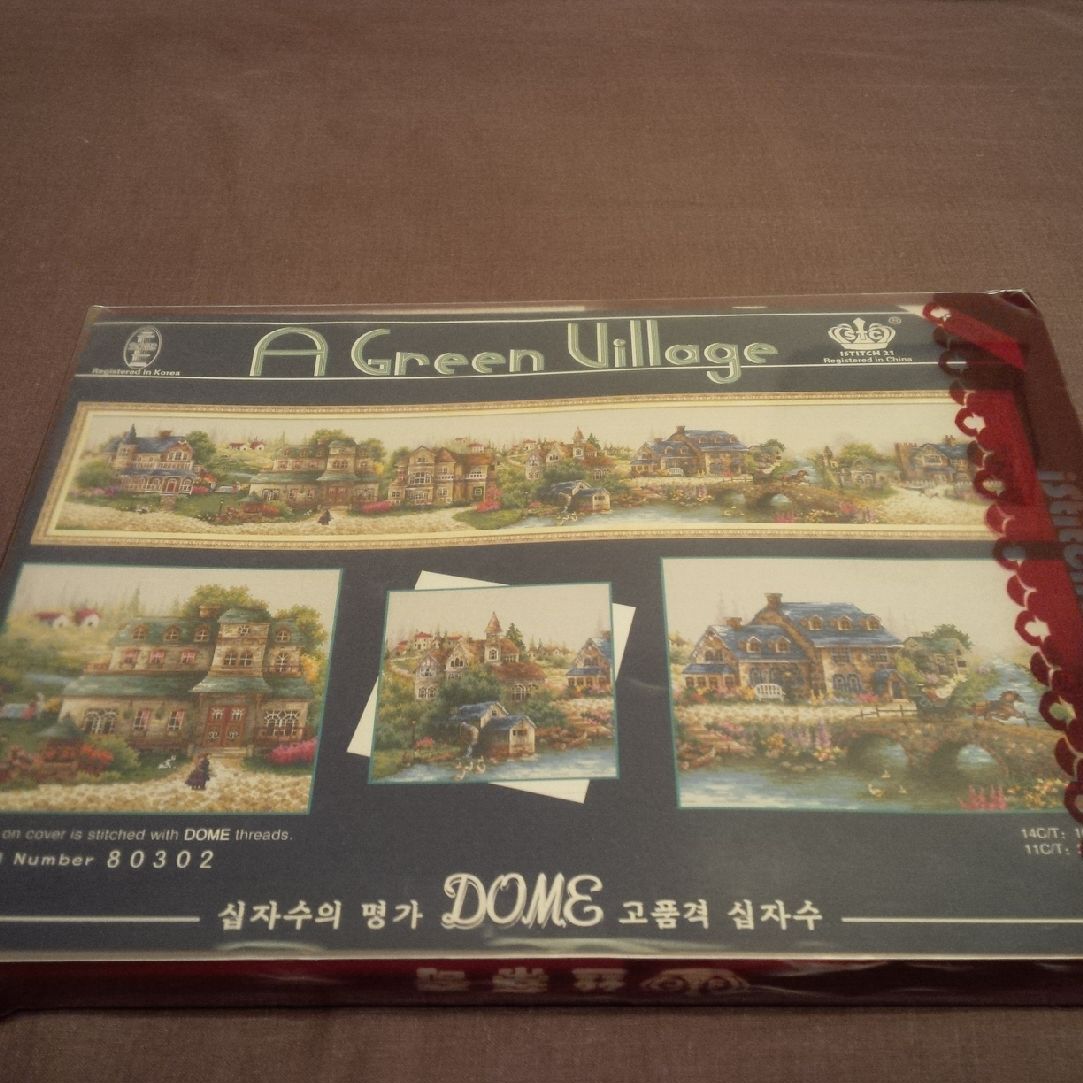 A Green Village
Registered in Korea
STC
ISTITCH 21
Registered in China
on cover is stitched with DOME threads.
Number 80302
14C/T:
11C/T:
십자수의 명가 DOME 고품격 십자수